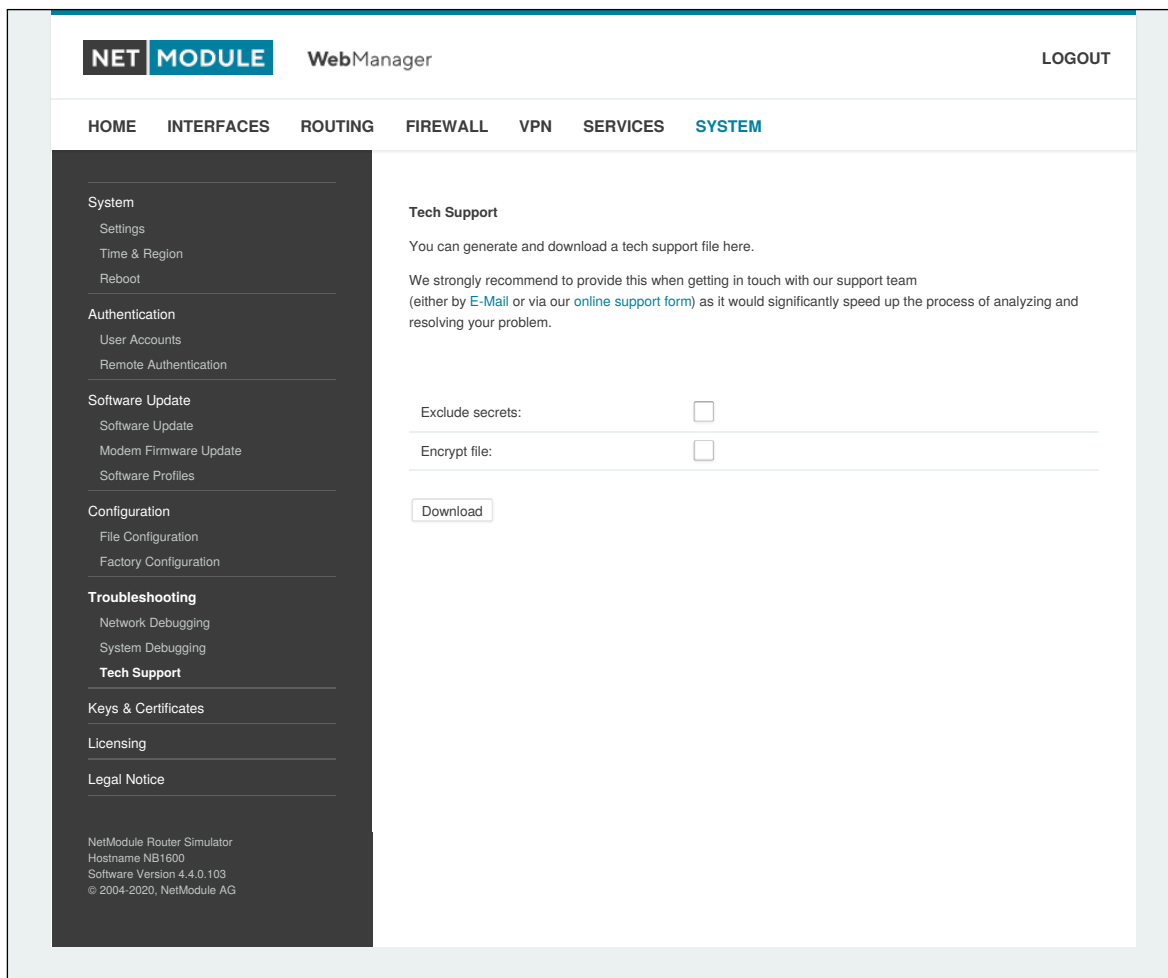 NET MODULE WebManager LOGOUT
HOME INTERFACES ROUTING FIREWALL VPN SERVICES SYSTEM
System
Settings
Time & Region
Reboot
Authentication
User Accounts
Remote Authentication
Software Update
Software Update
Modem Firmware Update
Software Profiles
Configuration
File Configuration
Factory Configuration
Troubleshooting
Network Debugging
System Debugging
Tech Support
Keys & Certificates
Licensing
Legal Notice
NetModule Router Simulator
Hostname NB1600
Software Version 4.4.0.103
© 2004-2020, NetModule AG
Tech Support
You can generate and download a tech support file here.
We strongly recommend to provide this when getting in touch with our support team
(either by E-Mail or via our online support form) as it would significantly speed up the process of analyzing and
resolving your problem.
Exclude secrets:
Encrypt file:
Download